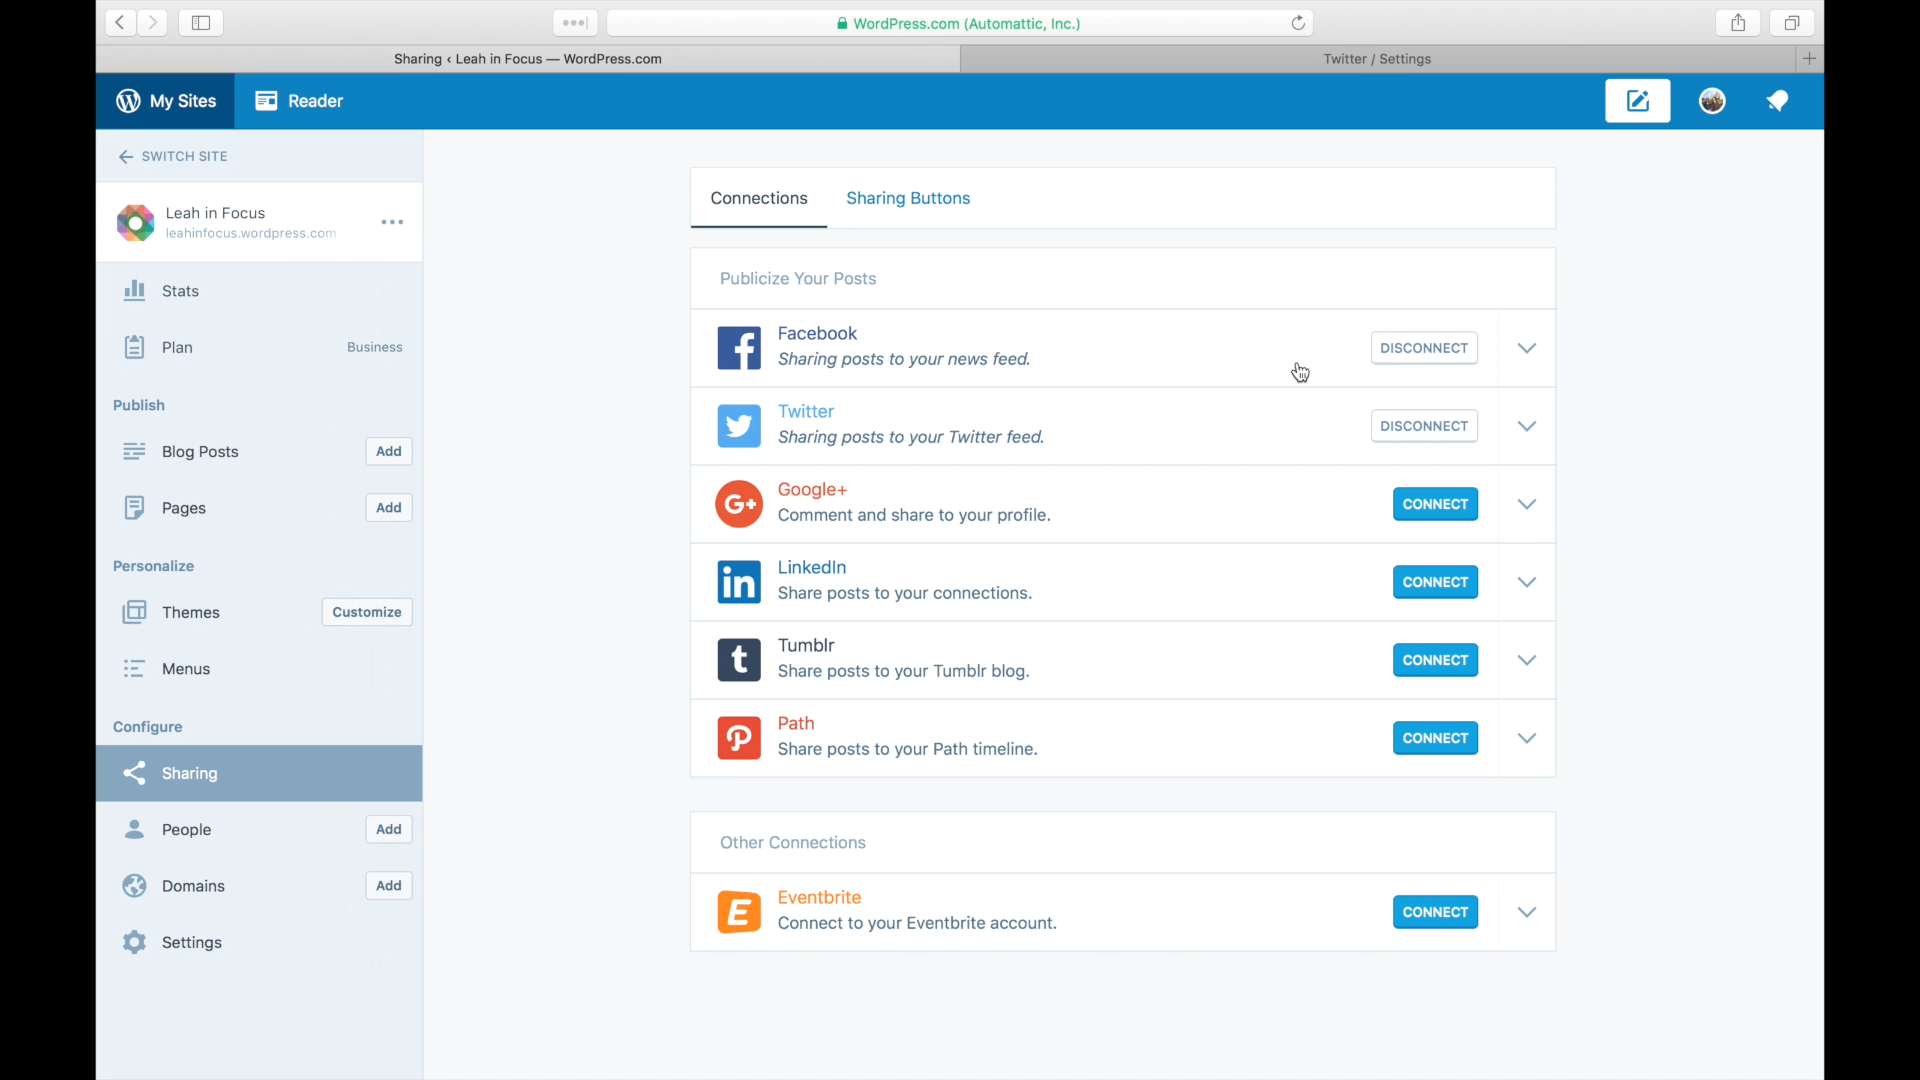 WordPress.com (Automattic, Inc.)
Sharing ‹ Leah in Focus — WordPress.com
Twitter / Settings
My Sites
Reader
SWITCH SITE
Leah in Focus
leahinfocus.wordpress.com
Stats
Plan
Business
Publish
Blog Posts
Add
Pages
Add
Personalize
Themes
Customize
Menus
Configure
Sharing
People
Add
Domains
Add
Settings
Connections
Sharing Buttons
Publicize Your Posts
Facebook
Sharing posts to your news feed.
DISCONNECT
Twitter
Sharing posts to your Twitter feed.
DISCONNECT
G+
Google+
Comment and share to your profile.
CONNECT
in
LinkedIn
Share posts to your connections.
CONNECT
Tumblr
Share posts to your Tumblr blog.
CONNECT
Path
Share posts to your Path timeline.
CONNECT
Other Connections
Eventbrite
Connect to your Eventbrite account.
CONNECT